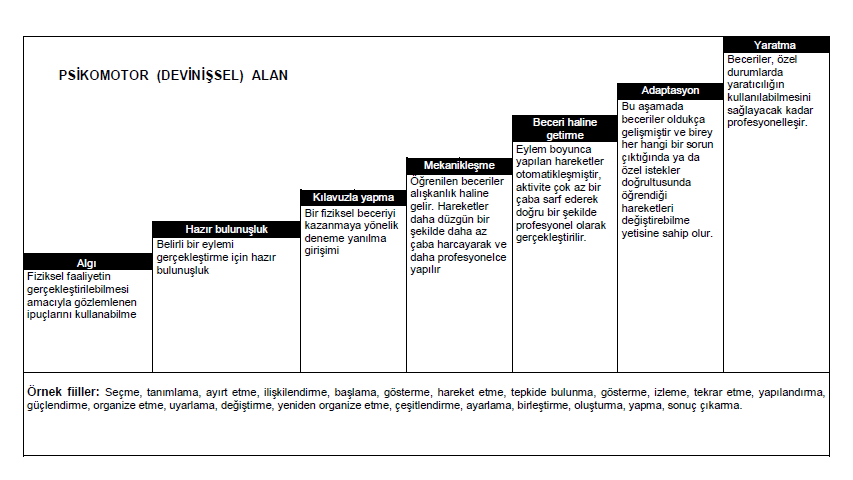 PSİKOMOTOR (DEVİNİŞSEL) ALAN
Algı
Fiziksel faaliyetin
gerçekleştirilebilmesi
amacıyla gözlemlenen
ipuçlarını kullanabilme
Hazır bulunuşluk
Belirli bir eylemi
gerçekleştirme için hazır
bulunuşluk
Kılavuzla yapma
Bir fiziksel beceriyi
kazanmaya yönelik
deneme yanılma
girişimi
Mekanikleşme
Öğrenilen beceriler
alışkanlık haline
gelir. Hareketler
daha düzgün bir
şekilde daha az
çaba harcayarak ve
daha profesyonelce
yapılır
Beceri haline
getirme
Eylem boyunca
yapılan hareketler
otomatikleşmiştir,
aktivite çok az bir
çaba sarf ederek
doğru bir şekilde
profesyonel olarak
gerçekleştirilir.
Adaptasyon
Bu aşamada
beceriler oldukça
gelişmiştir ve birey
her hangi bir sorun
çıktığında ya da
özel istekler
doğrultusunda
öğrendiği
hareketleri
değiştirebilme
yetisine sahip olur.
Yaratma
Beceriler, özel
durumlarda
yaratıcılığın
kullanılabilmesini
sağlayacak kadar
profesyonelleşir.
Örnek fiiller: Seçme, tanımlama, ayırt etme, ilişkilendirme, başlama, gösterme, hareket etme, tepkide bulunma, gösterme, izleme, tekrar etme, yapılandırma,
güçlendirme, organize etme, uyarlama, değiştirme, yeniden organize etme, çeşitlendirme, ayarlama, birleştirme, oluşturma, yapma, sonuç çıkarma.